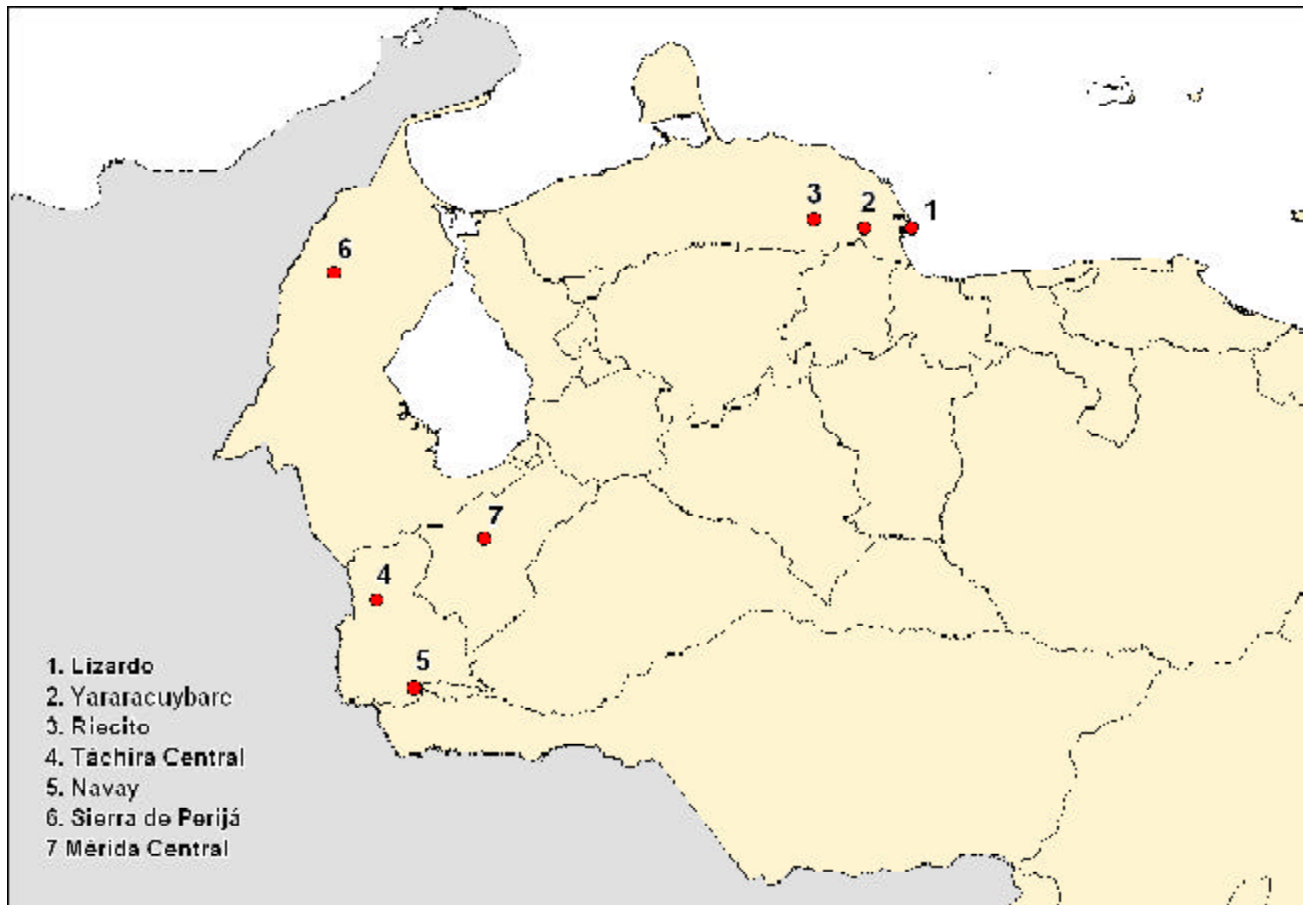 3
2
1
6
7
4
5
1. Lizardo
2. Yararacuybare
3. Riecito
4. Táchira Central
5. Navay
6. Sierra de Perijá
7 Mérida Central